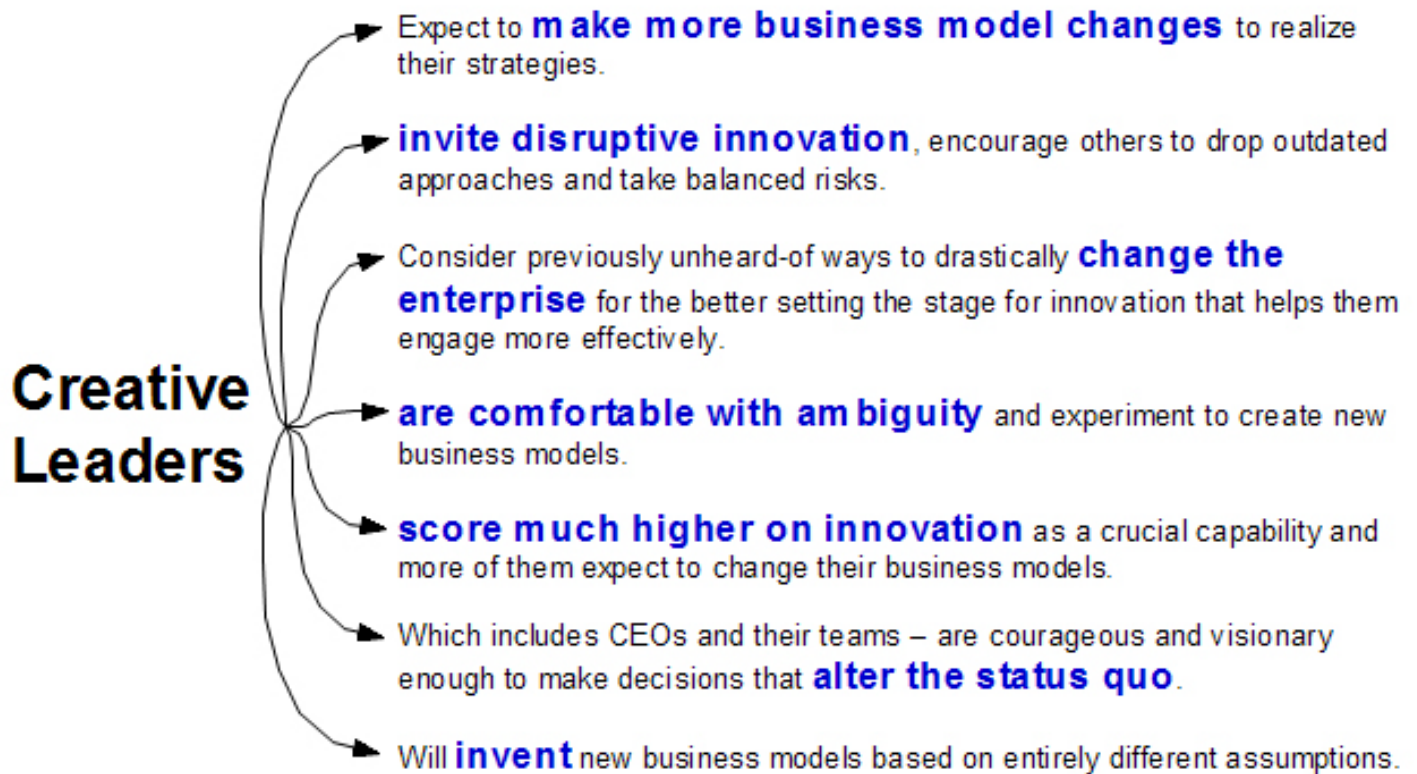 Expect to make more business model changes to realize
their strategies.
invite disruptive innovation, encourage others to drop outdated
approaches and take balanced risks.
Consider previously unheard-of ways to drastically change the
enterprise for the better setting the stage for innovation that helps them
engage more effectively.
Creative
Leaders
are comfortable with ambiguity and experiment to create new
business models.
score much higher on innovation as a crucial capability and
more of them expect to change their business models.
Which includes CEOs and their teams – are courageous and visionary
enough to make decisions that alter the status quo.
Will invent new business models based on entirely different assumptions.